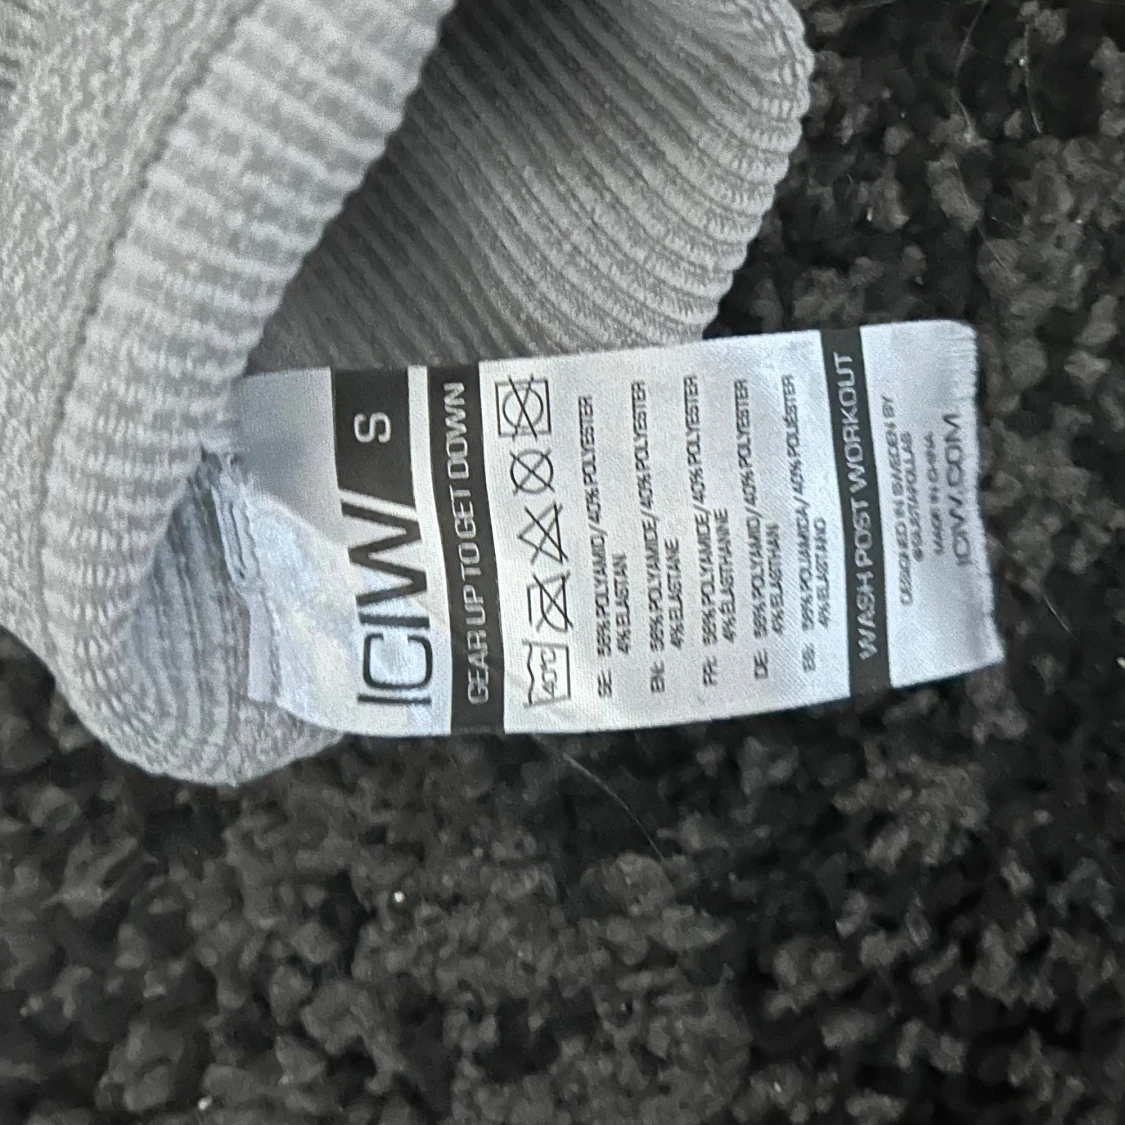 ICIW S
GEAR UP TO GET DOWN
40°C
SE: 56% POLYAMID/40% POLYESTER
4% ELASTAN
EN: 56% POLYAMIDE/40% POLYESTER
4% ELASTANE
FR: 56% POLYAMIDE/40% POLYESTER
4% ÉLASTHANNE
DE: 56% POLYAMID/40% POLYESTER
4% ELASTHAN
ES: 56% POLIAMIDA/40% POLIÉSTER
4% ELASTANO
WASH POST WORKOUT
DESIGNED IN SWEDEN BY
MADE IN CHINA
ICIW.COM